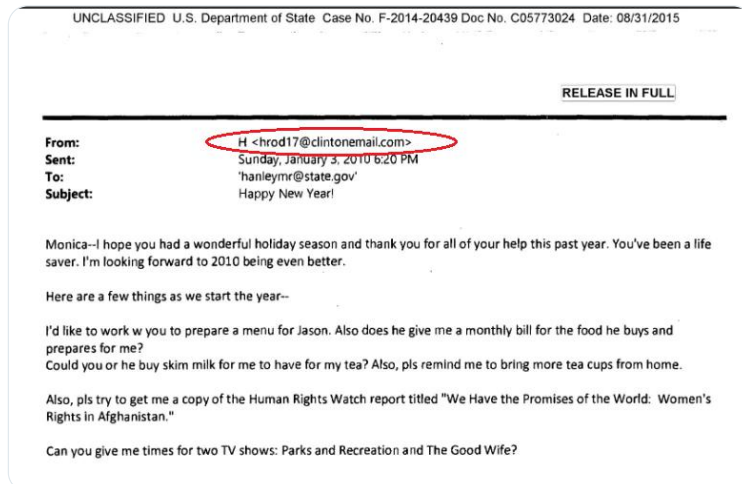 UNCLASSIFIED U.S. Department of State Case No. F-2014-20439 Doc No. C05773024 Date: 08/31/2015
RELEASE IN FULL
From: H <hrod17@clintonemail.com>
Sent: Sunday, January 3, 2010 6:20 PM
To: 'hanleymr@state.gov'
Subject: Happy New Year!
Monica--I hope you had a wonderful holiday season and thank you for all of your help this past year. You've been a life
saver. I'm looking forward to 2010 being even better.
Here are a few things as we start the year--
I'd like to work w you to prepare a menu for Jason. Also does he give me a monthly bill for the food he buys and
prepares for me?
Could you or he buy skim milk for me to have for my tea? Also, pls remind me to bring more tea cups from home.
Also, pls try to get me a copy of the Human Rights Watch report titled "We Have the Promises of the World: Women's
Rights in Afghanistan."
Can you give me times for two TV shows: Parks and Recreation and The Good Wife?